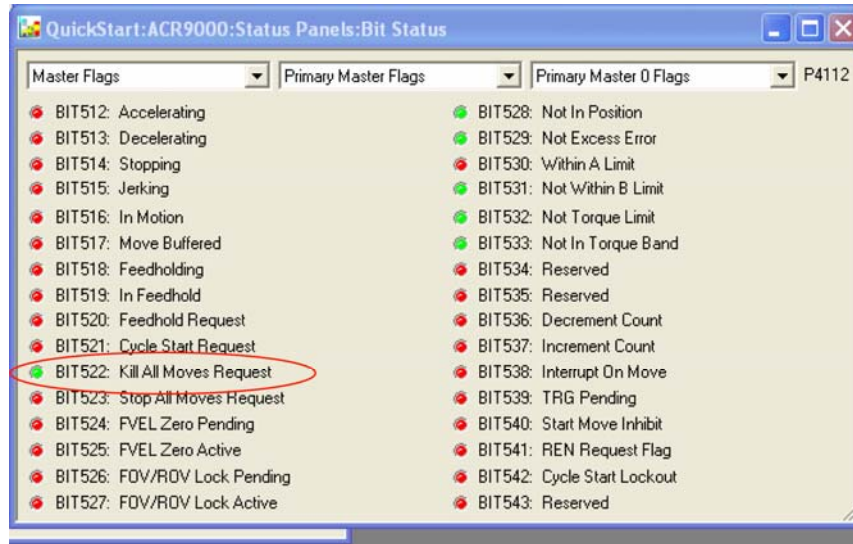 QuickStart:ACR9000:Status Panels:Bit Status
Master Flags
Primary Master Flags
Primary Master 0 Flags
P4112
BIT512: Accelerating
BIT513: Decelerating
BIT514: Stopping
BIT515: Jerking
BIT516: In Motion
BIT517: Move Buffered
BIT518: Feedholding
BIT519: In Feedhold
BIT520: Feedhold Request
BIT521: Cycle Start Request
BIT522: Kill All Moves Request
BIT523: Stop All Moves Request
BIT524: FVEL Zero Pending
BIT525: FVEL Zero Active
BIT526: FOV/ROV Lock Pending
BIT527: FOV/ROV Lock Active
BIT528: Not In Position
BIT529: Not Excess Error
BIT530: Within A Limit
BIT531: Not Within B Limit
BIT532: Not Torque Limit
BIT533: Not In Torque Band
BIT534: Reserved
BIT535: Reserved
BIT536: Decrement Count
BIT537: Increment Count
BIT538: Interrupt On Move
BIT539: TRG Pending
BIT540: Start Move Inhibit
BIT541: REN Request Flag
BIT542: Cycle Start Lockout
BIT543: Reserved